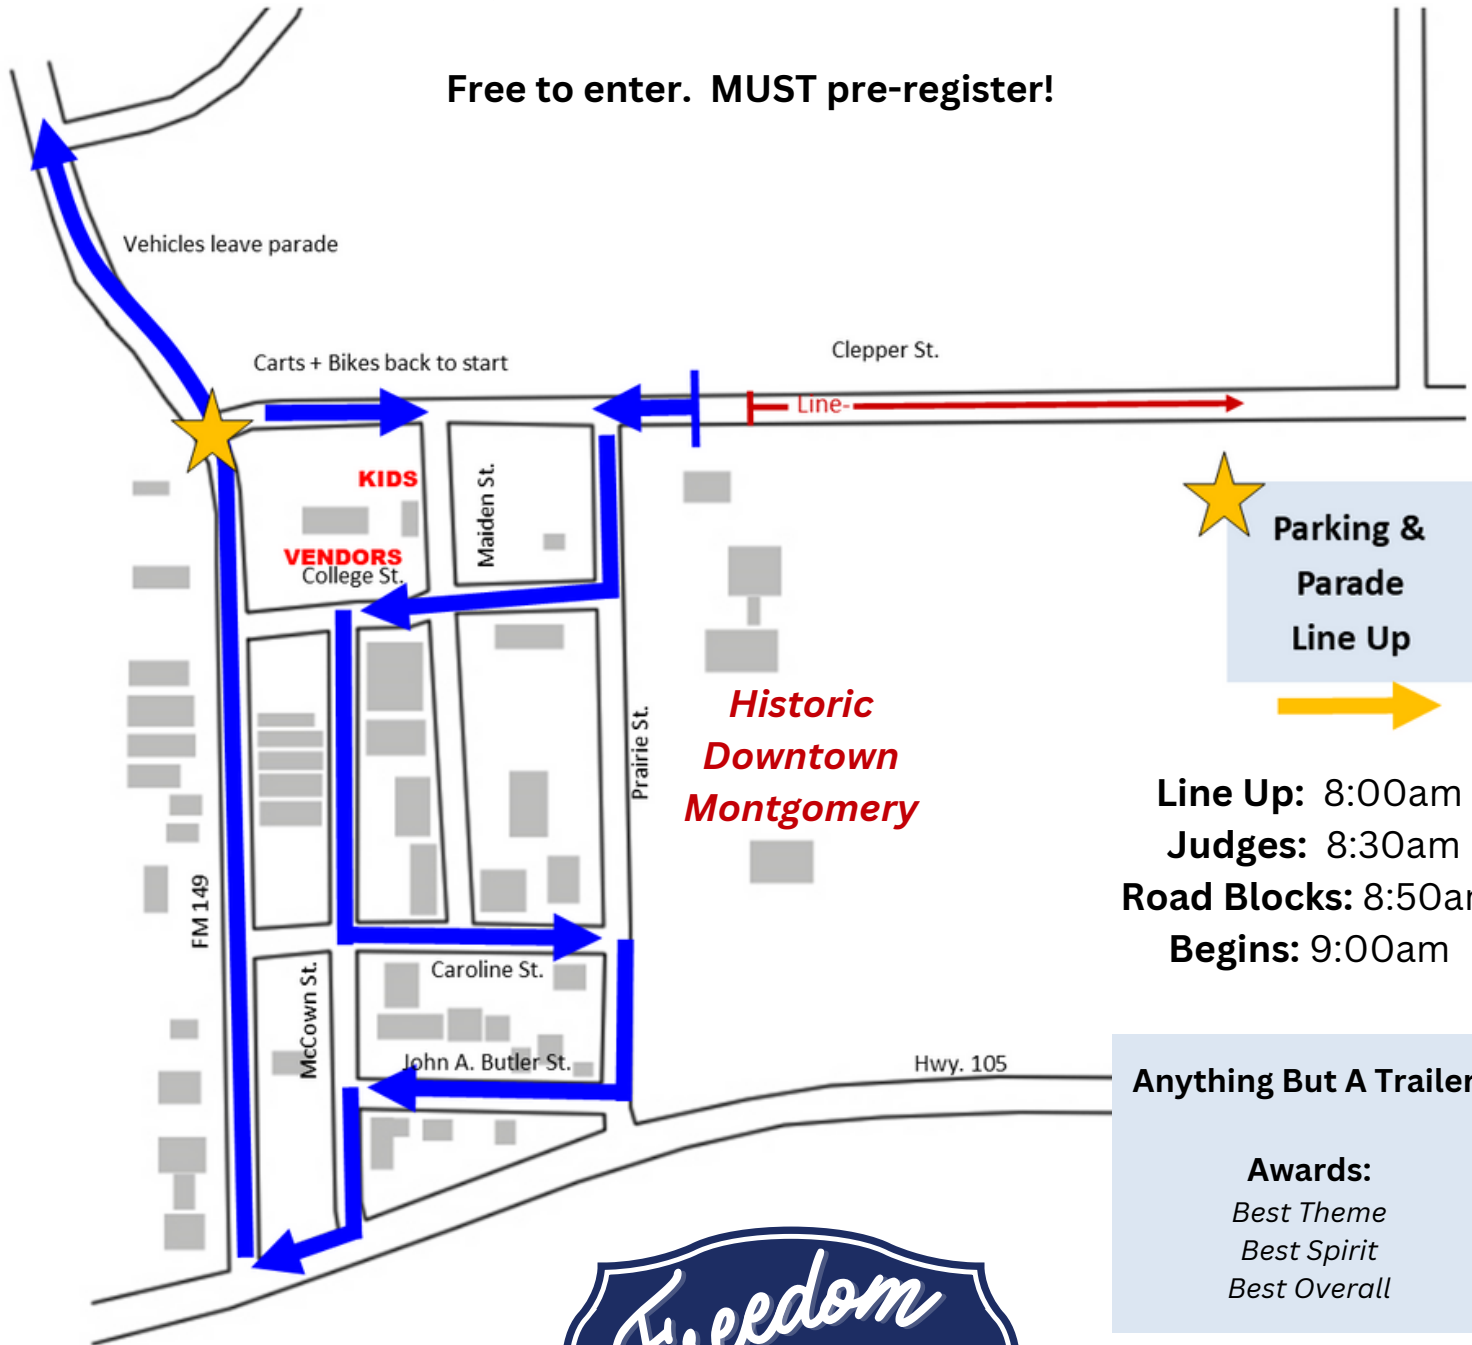 Free to enter. MUST pre-register!
Vehicles leave parade
Carts + Bikes back to start
Clepper St.
Line-
KIDS
VENDORS
College St.
Maiden St.
Parking &
Parade
Line Up
Historic
Downtown
Montgomery
Prairie St.
Line Up: 8:00am
Judges: 8:30am
Road Blocks: 8:50a
Begins: 9:00am
FM 149
McCown St.
Caroline St.
John A. Butler St.
Hwy. 105
Anything But A Trailer
Awards:
Best Theme
Best Spirit
Best Overall
Freedom